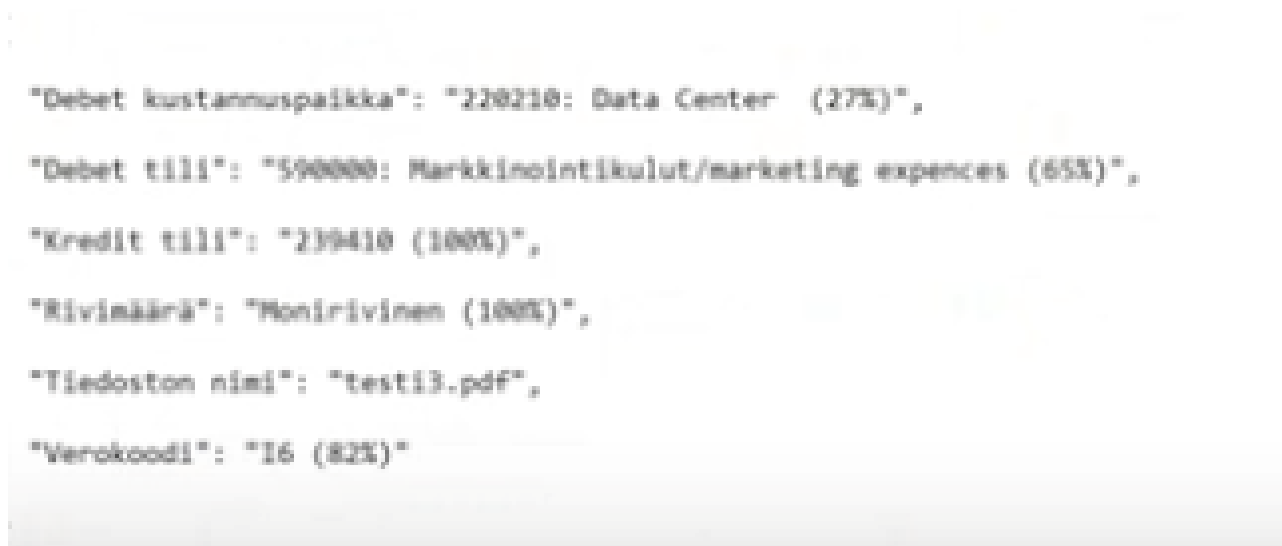 "Debet kustannuspaikka": "220210: Data Center  (27%)",
"Debet tili": "590000: Markkinointikulut/marketing expences (65%)",
"Kredit tili": "239410 (100%)",
"Rivimäärä": "Monirivinen (100%)",
"Tiedoston nimi": "testi3.pdf",
"Verokoodi": "I6 (82%)"